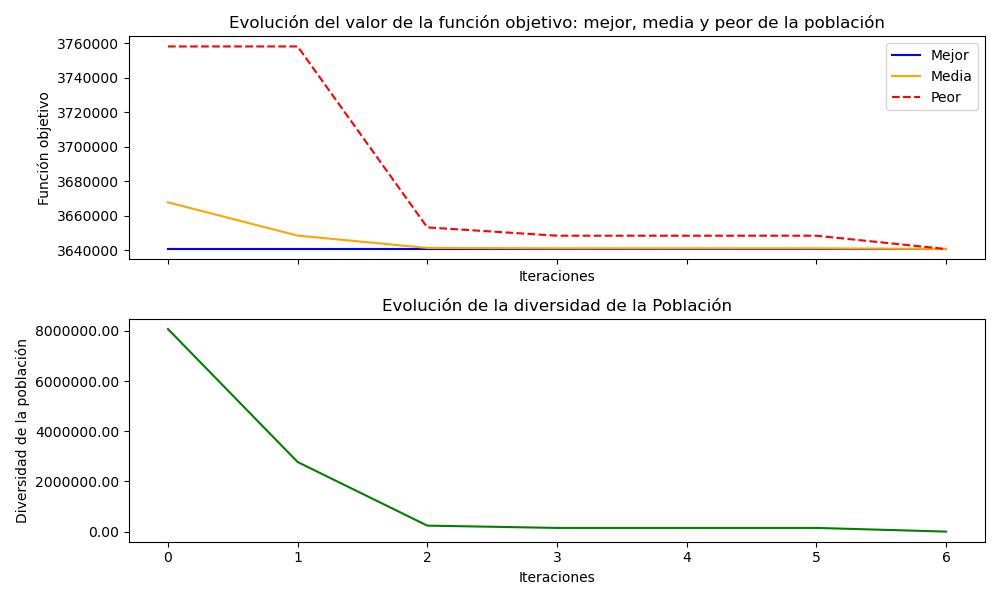 Evolución del valor de la función objetivo: mejor, media y peor de la población
3760000
3740000
3720000
3700000
3680000
3660000
3640000
Función objetivo
Mejor
Media
Peor
Iteraciones
Evolución de la diversidad de la Población
8000000.00
6000000.00
4000000.00
2000000.00
0.00
Diversidad de la población
0 1 2 3 4 5 6
Iteraciones